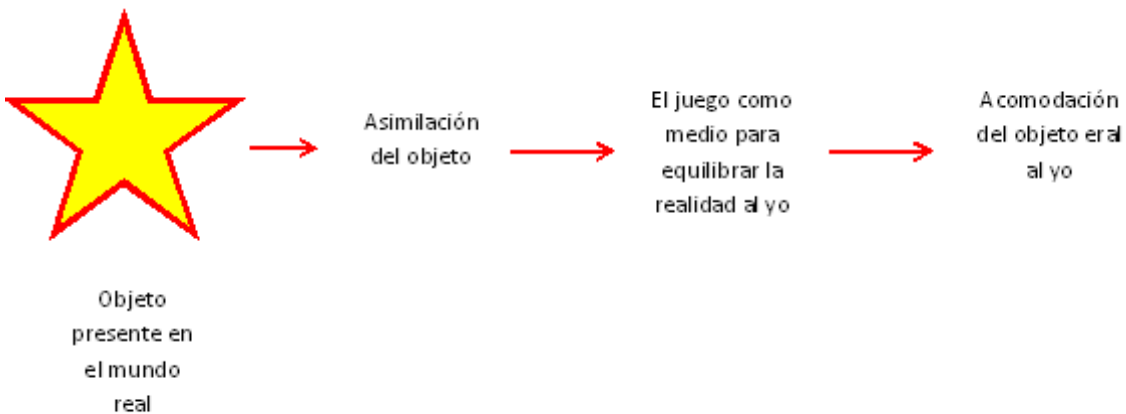 Objeto
presente en
el mundo
real
Asimilación
del objeto
El juego como
medio para
equilibrar la
realidad al yo
Acomodación
del objeto eral
al yo